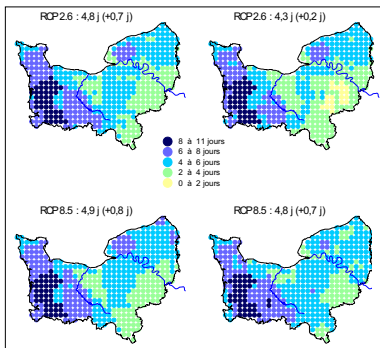 RCP2.6 : 4,8 j (+0,7 j)
RCP2.6 : 4,3 j (+0,2 j)
8 à 11 jours
6 à 8 jours
4 à 6 jours
2 à 4 jours
0 à 2 jours
RCP8.5 : 4,9 j (+0,8 j)
RCP8.5 : 4,8 j (+0,7 j)